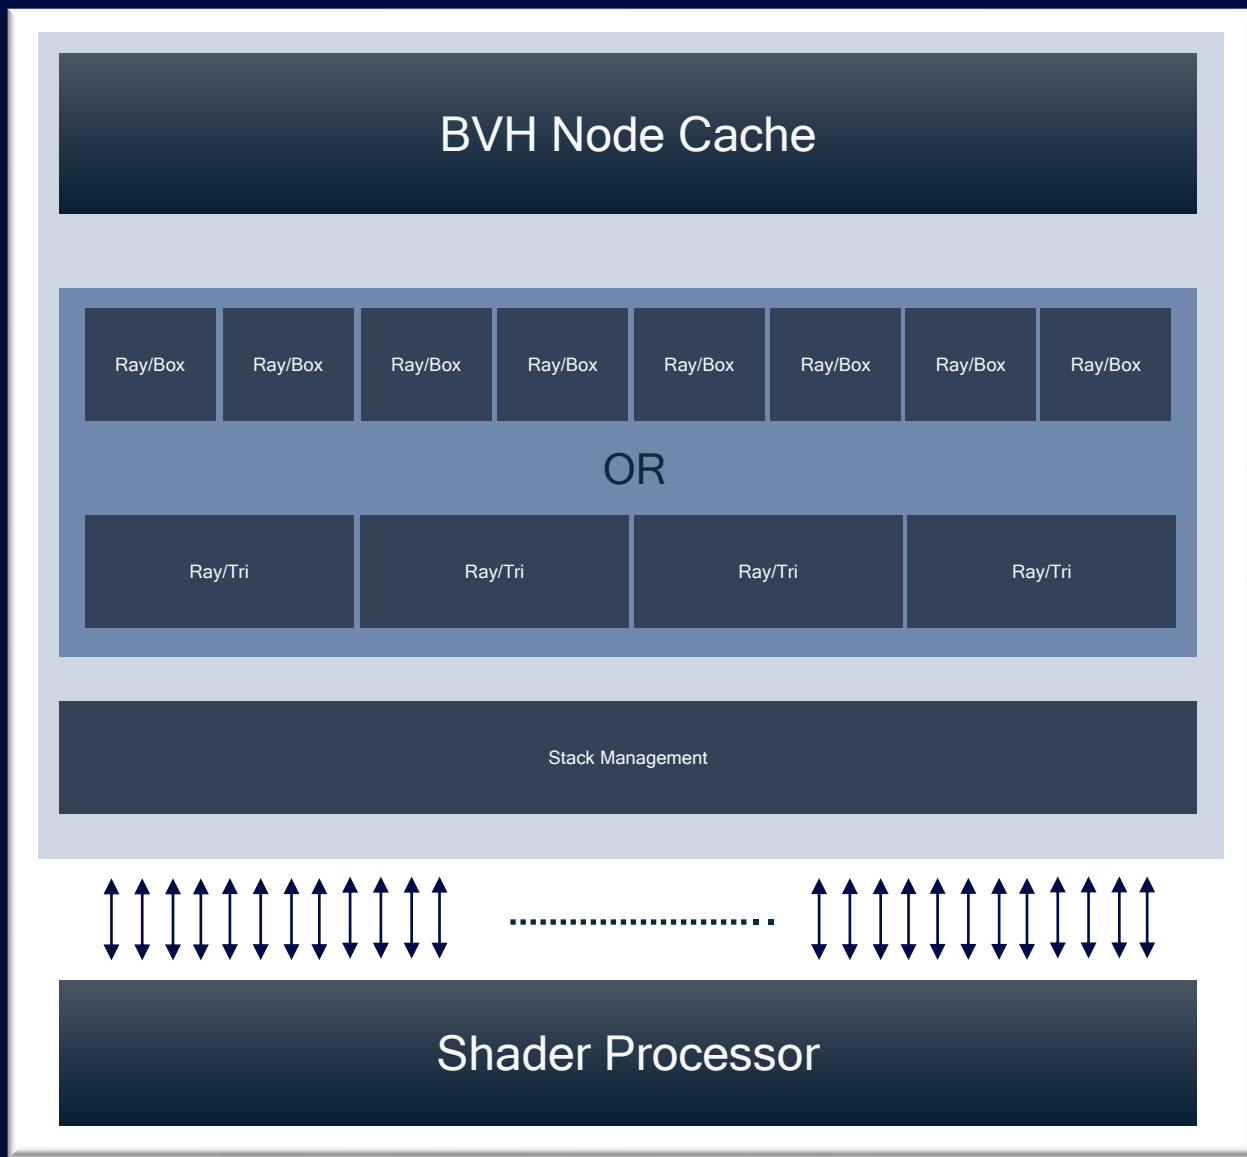 BVH Node Cache
Ray/Box Ray/Box Ray/Box Ray/Box Ray/Box Ray/Box Ray/Box Ray/Box
OR
Ray/Tri Ray/Tri Ray/Tri Ray/Tri
Stack Management
Shader Processor